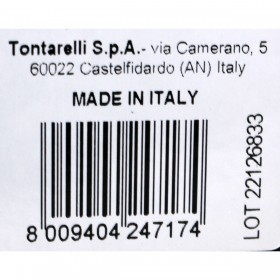 Tontarelli S.p.A.- via Camerano, 5
60022 Castelfidardo (AN) Italy
MADE IN ITALY
8 009404 247174
LOT 22126833